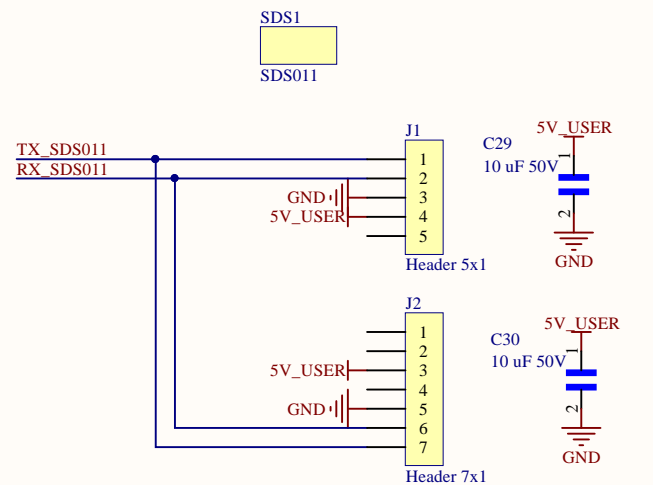 SDS1
SDS011
J1
TX_SDS011
1
RX_SDS011
2
GND
3
5V_USER
4
5
Header 5x1
C29
10 uF 50V
5V_USER
1
2
GND
J2
1
2
5V_USER
3
4
GND
5
6
7
Header 7x1
C30
10 uF 50V
5V_USER
1
2
GND